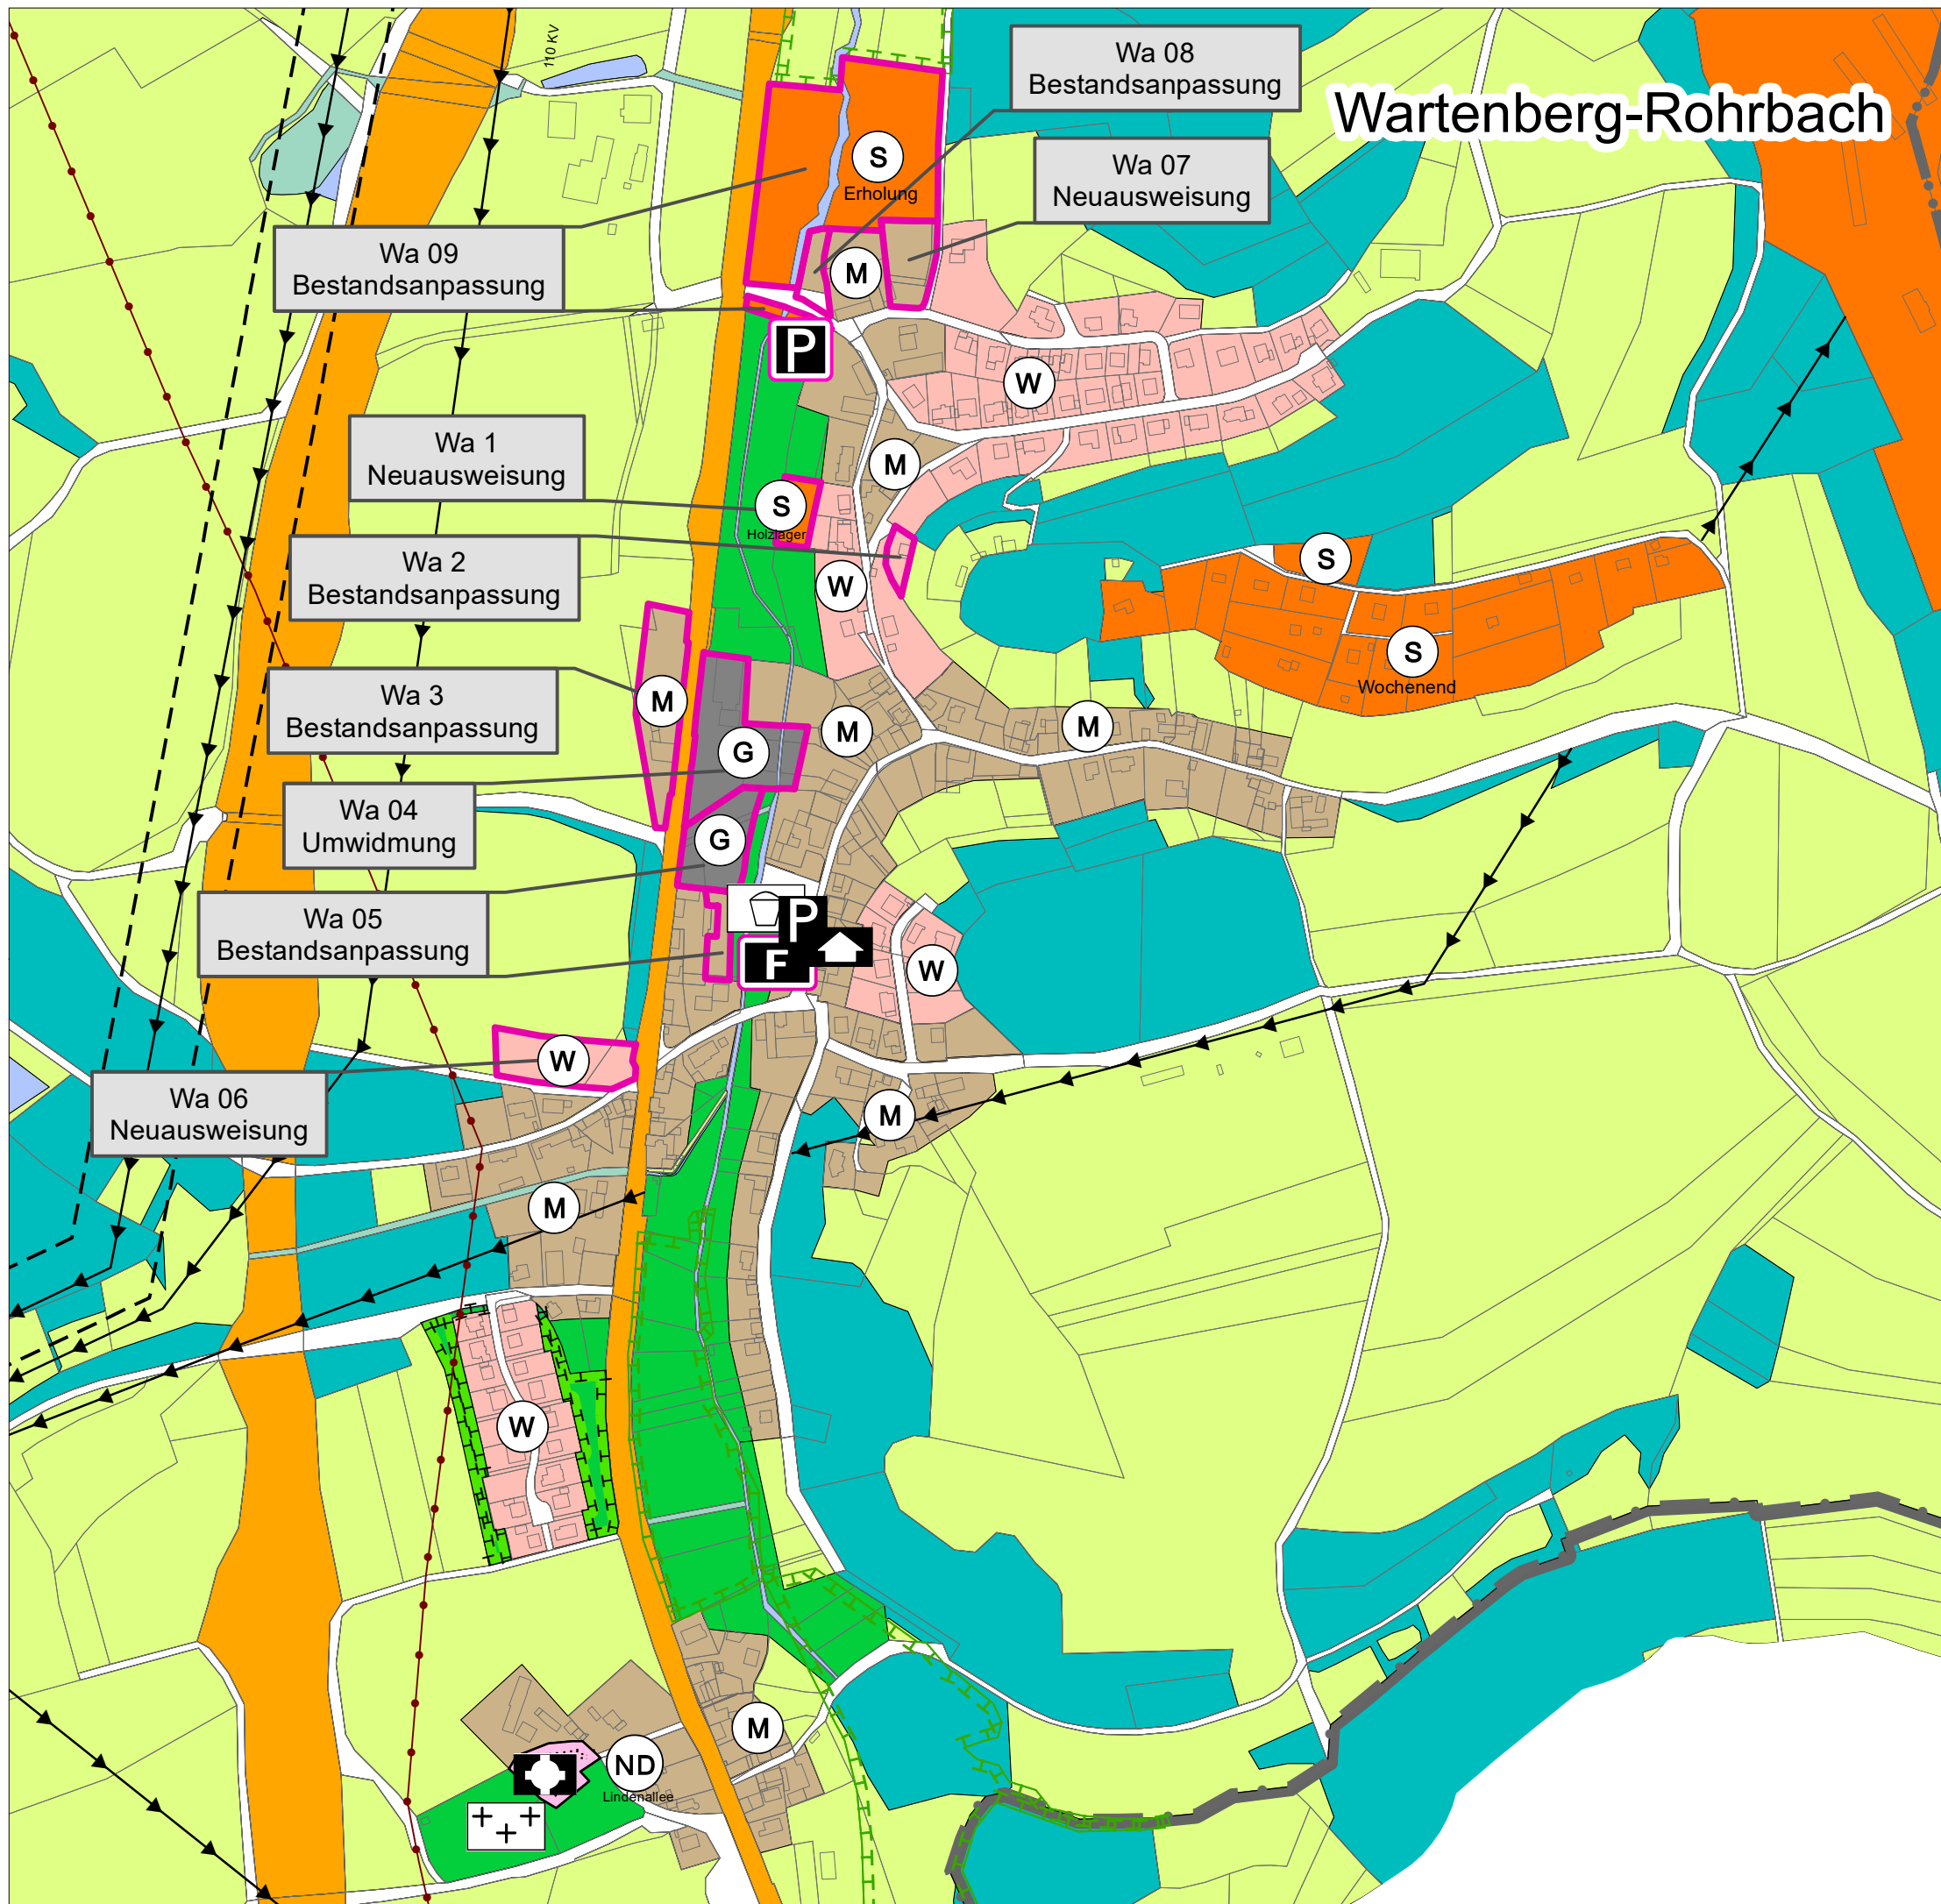 110 KV
Wa 08
Bestandsanpassung
Wartenberg-Rohrbach
S
Erholung
Wa 07
Neuausweisung
Wa 09
Bestandsanpassung
M
P
W
Wa 1
Neuausweisung
M
S
Holzlager
Wa 2
Bestandsanpassung
S
W
S
Wochenend
Wa 3
Bestandsanpassung
M
M
M
G
Wa 04
Umwidmung
G
Wa 05
Bestandsanpassung
P
F
W
W
Wa 06
Neuausweisung
M
M
W
M
ND
Lindenallee